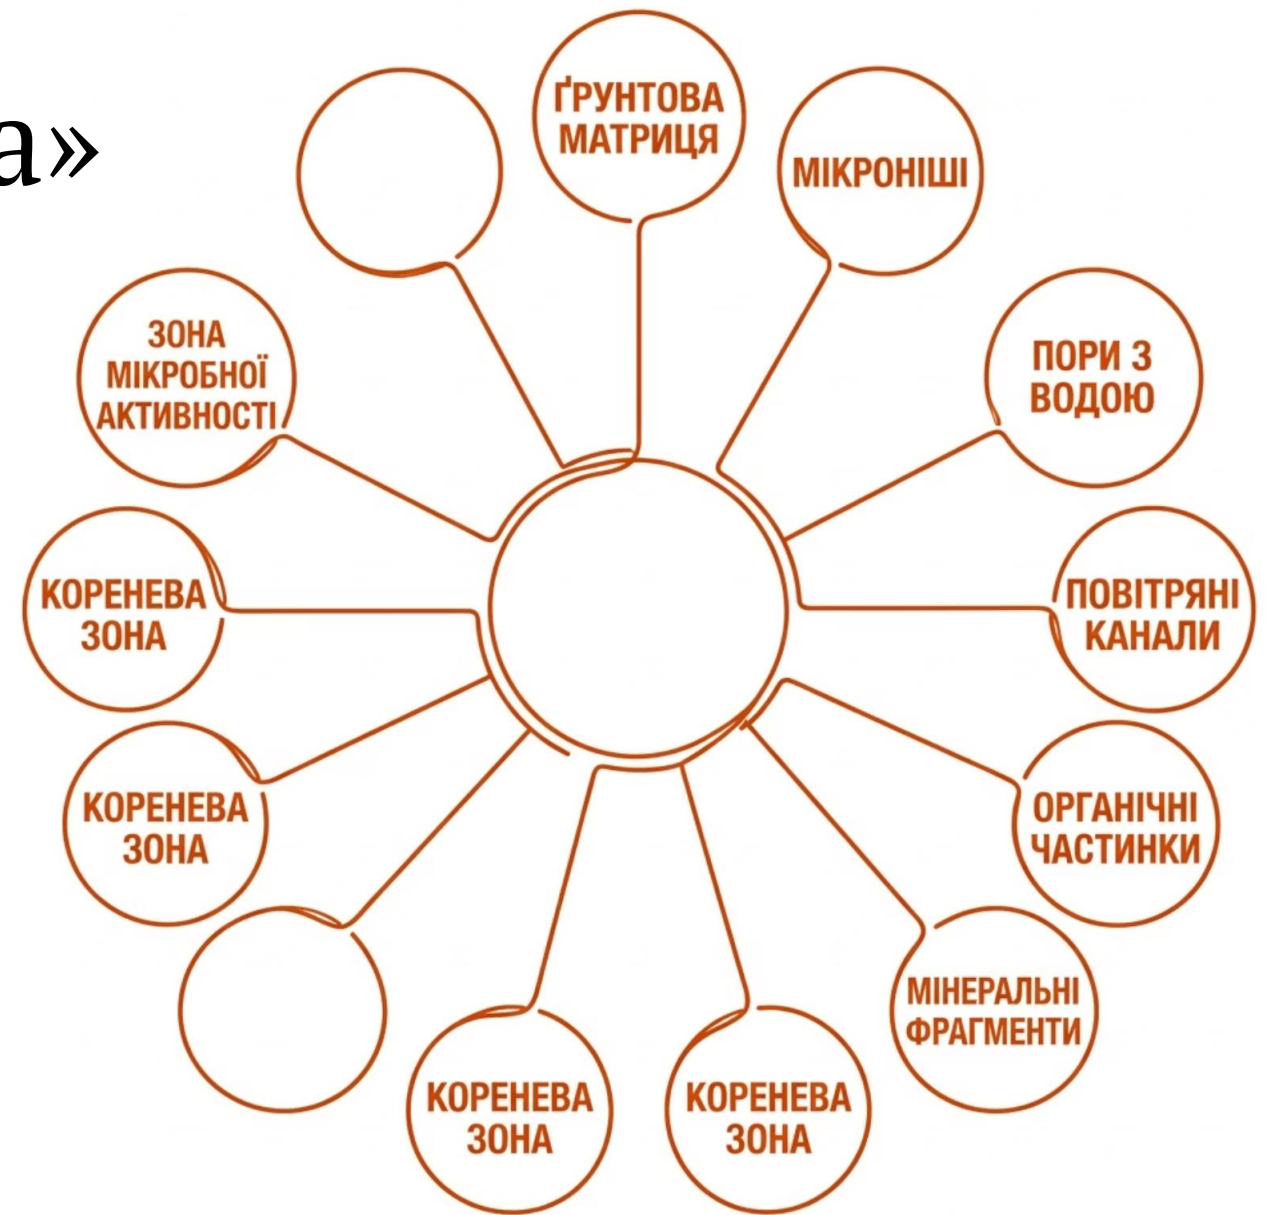 а»
ҐРУНТОВА
МАТРИЦЯ
МІКРОНІШІ
ЗОНА
МІКРОБНОЇ
АКТИВНОСТІ
ПОРИ З
ВОДОЮ
КОРЕНЕВА
ЗОНА
ПОВІТРЯНІ
КАНАЛИ
КОРЕНЕВА
ЗОНА
ОРГАНІЧНІ
ЧАСТИНКИ
МІНЕРАЛЬНІ
ФРАГМЕНТИ
КОРЕНЕВА
ЗОНА
КОРЕНЕВА
ЗОНА